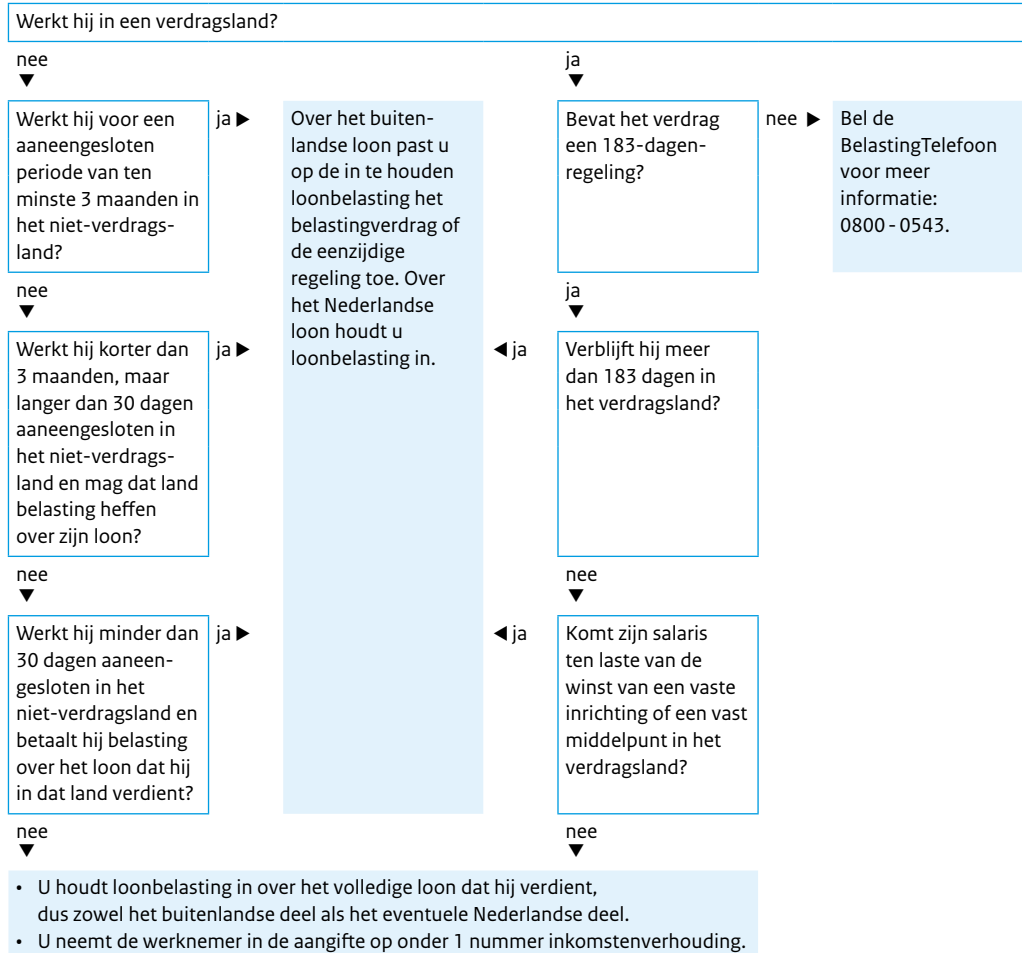 Werkt hij in een verdragsland?
nee
▼
ja
▼
Werkt hij voor een
aaneengesloten
periode van ten
minste 3 maanden in
het niet-verdrags-
land?
ja ▶
Over het buiten-
landse loon past u
op de in te houden
loonbelasting het
belastingverdrag of
de eenzijdige
regeling toe. Over
het Nederlandse
loon houdt u
loonbelasting in.
Bevat het verdrag
een 183-dagen-
regeling?
nee ▶
Bel de
BelastingTelefoon
voor meer
informatie:
0800 - 0543.
nee
▼
ja
▼
Werkt hij korter dan
3 maanden, maar
langer dan 30 dagen
aaneengesloten in
het niet-verdrags-
land en mag dat land
belasting heffen
over zijn loon?
ja ▶
◀ ja
Verblijft hij meer
dan 183 dagen in
het verdragsland?
nee
▼
nee
▼
Werkt hij minder dan
30 dagen aaneen-
gesloten in het
niet-verdragsland en
betaalt hij belasting
over het loon dat hij
in dat land verdient?
ja ▶
◀ ja
Komt zijn salaris
ten laste van de
winst van een vaste
inrichting of een vast
middelpunt in het
verdragsland?
nee
▼
nee
▼
• U houdt loonbelasting in over het volledige loon dat hij verdient,
dus zowel het buitenlandse deel als het eventuele Nederlandse deel.
• U neemt de werknemer in de aangifte op onder 1 nummer inkomstenverhouding.